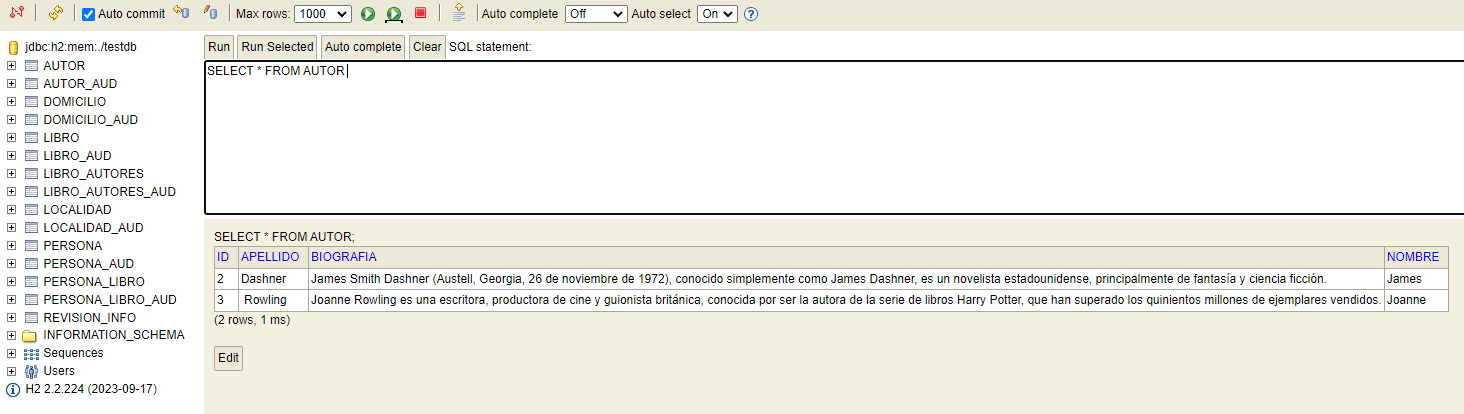 Auto commit Max rows: 1000 Auto complete Off Auto select On ?
jdbc:h2:mem:./testdb
AUTOR
AUTOR_AUD
DOMICILIO
DOMICILIO_AUD
LIBRO
LIBRO_AUD
LIBRO_AUTORES
LIBRO_AUTORES_AUD
LOCALIDAD
LOCALIDAD_AUD
PERSONA
PERSONA_AUD
PERSONA_LIBRO
PERSONA_LIBRO_AUD
REVISION_INFO
INFORMATION_SCHEMA
Sequences
Users
H2 2.2.224 (2023-09-17)
Run Run Selected Auto complete Clear SQL statement:
SELECT * FROM AUTOR
SELECT * FROM AUTOR;
ID APELLIDO BIOGRAFIA NOMBRE
2 Dashner James Smith Dashner (Austell, Georgia, 26 de noviembre de 1972), conocido simplemente como James Dashner, es un novelista estadounidense, principalmente de fantasía y ciencia ficción. James
3 Rowling Joanne Rowling es una escritora, productora de cine y guionista británica, conocida por ser la autora de la serie de libros Harry Potter, que han superado los quinientos millones de ejemplares vendidos. Joanne
(2 rows, 1 ms)
Edit